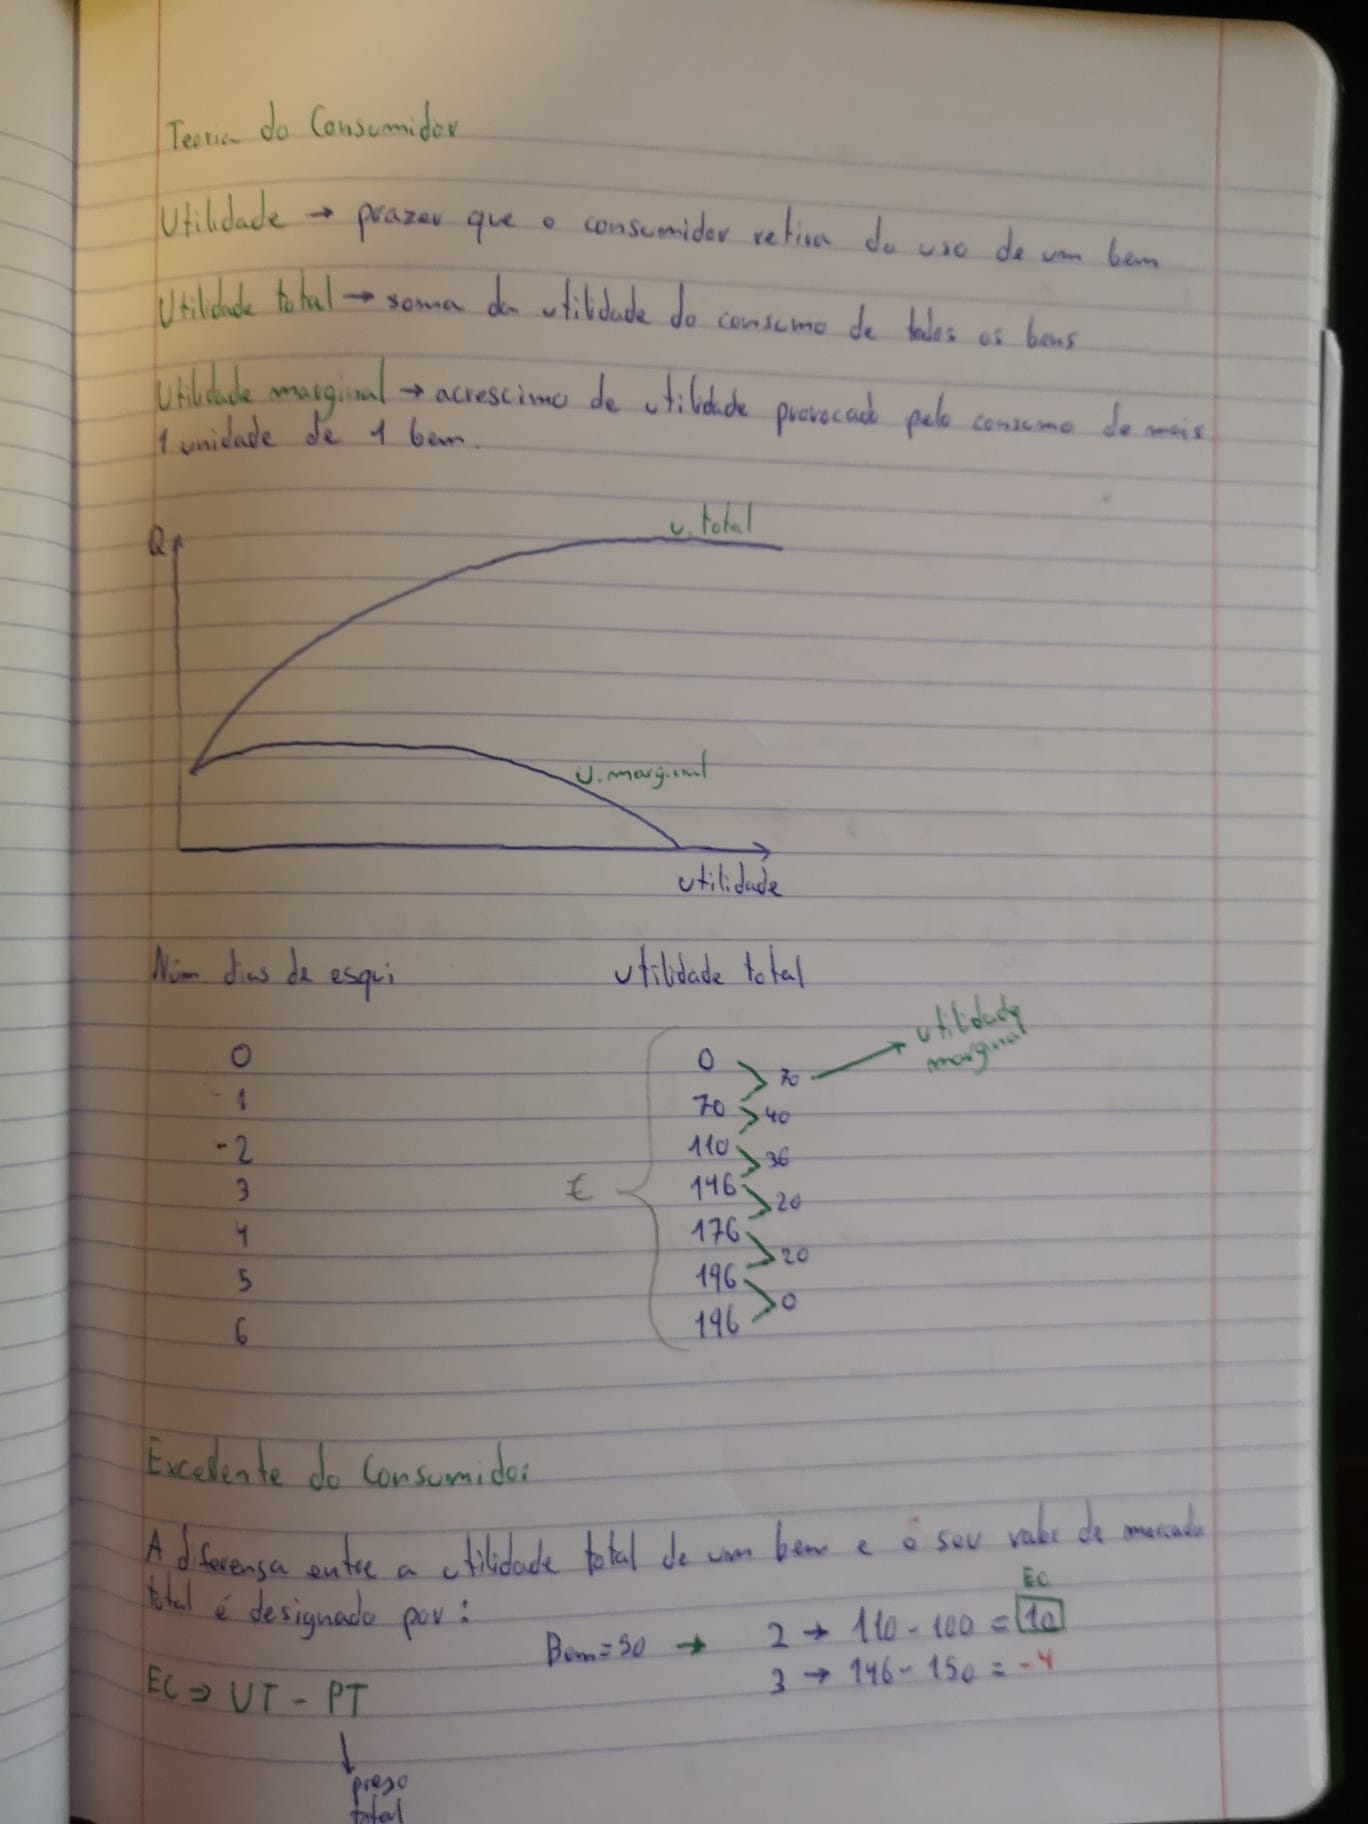 Teoria do Consumidor
Utilidade → prazer que o consumidor retira do uso de um bem
Utilidade total → soma da utilidade do consumo de todos os bens
Utilidade marginal → acrescimo de utilidade provocado pelo consumo de mais
1 unidade de 1 bem.
Q
u. total
U. marginal
utilidade
Núm. dias de esqui utilidade total
utilidade
marginal
0 0 > 70
1 70 > 40
-2 110 > 36
3 € 146 > 20
4 176 > 20
5 196 > 0
6 196
Excedente do Consumidor
A diferensa entre a utilidade total de um bem e o seu valor de mercado
total é designado por:
EC
Bem=50 → 2 → 110 - 100 = 10
3 → 146 - 150 = -4
EC ⇒ UT - PT
↓
preso
total